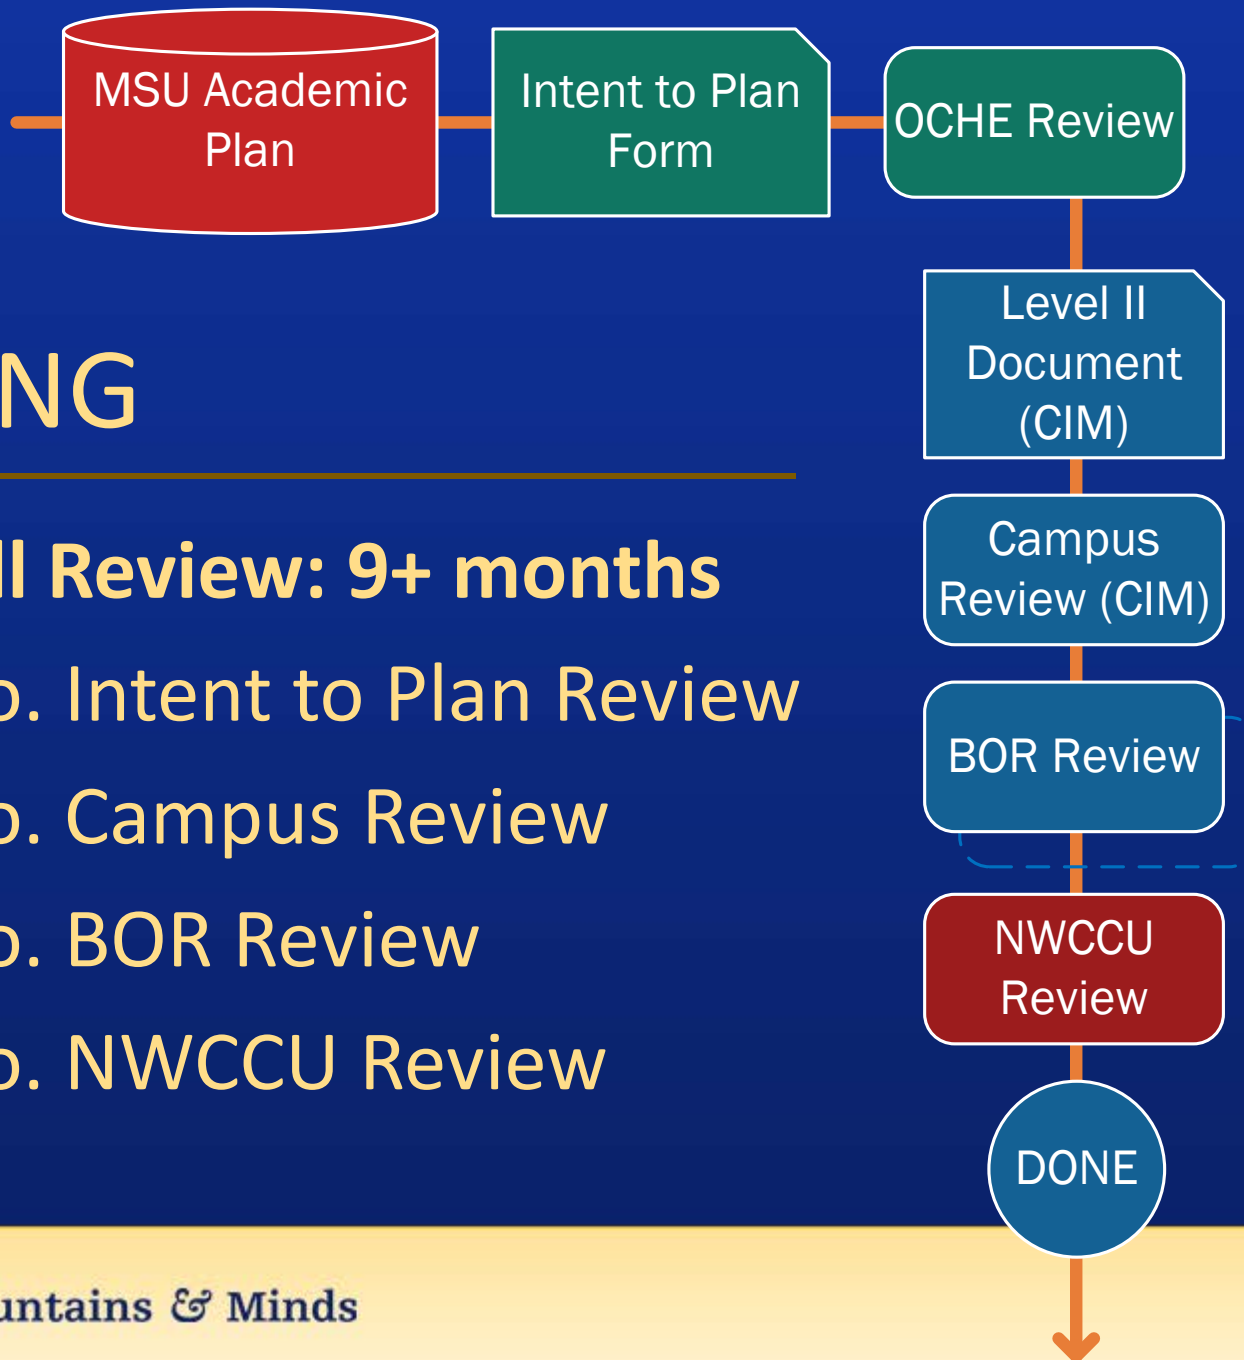 MSU Academic
Plan
Intent to Plan
Form
OCHE Review
Level II
Document
(CIM)
Campus
Review (CIM)
BOR Review
NWCCU
Review
DONE
NG
ll Review: 9+ months
o. Intent to Plan Review
o. Campus Review
o. BOR Review
o. NWCCU Review
untains & Minds